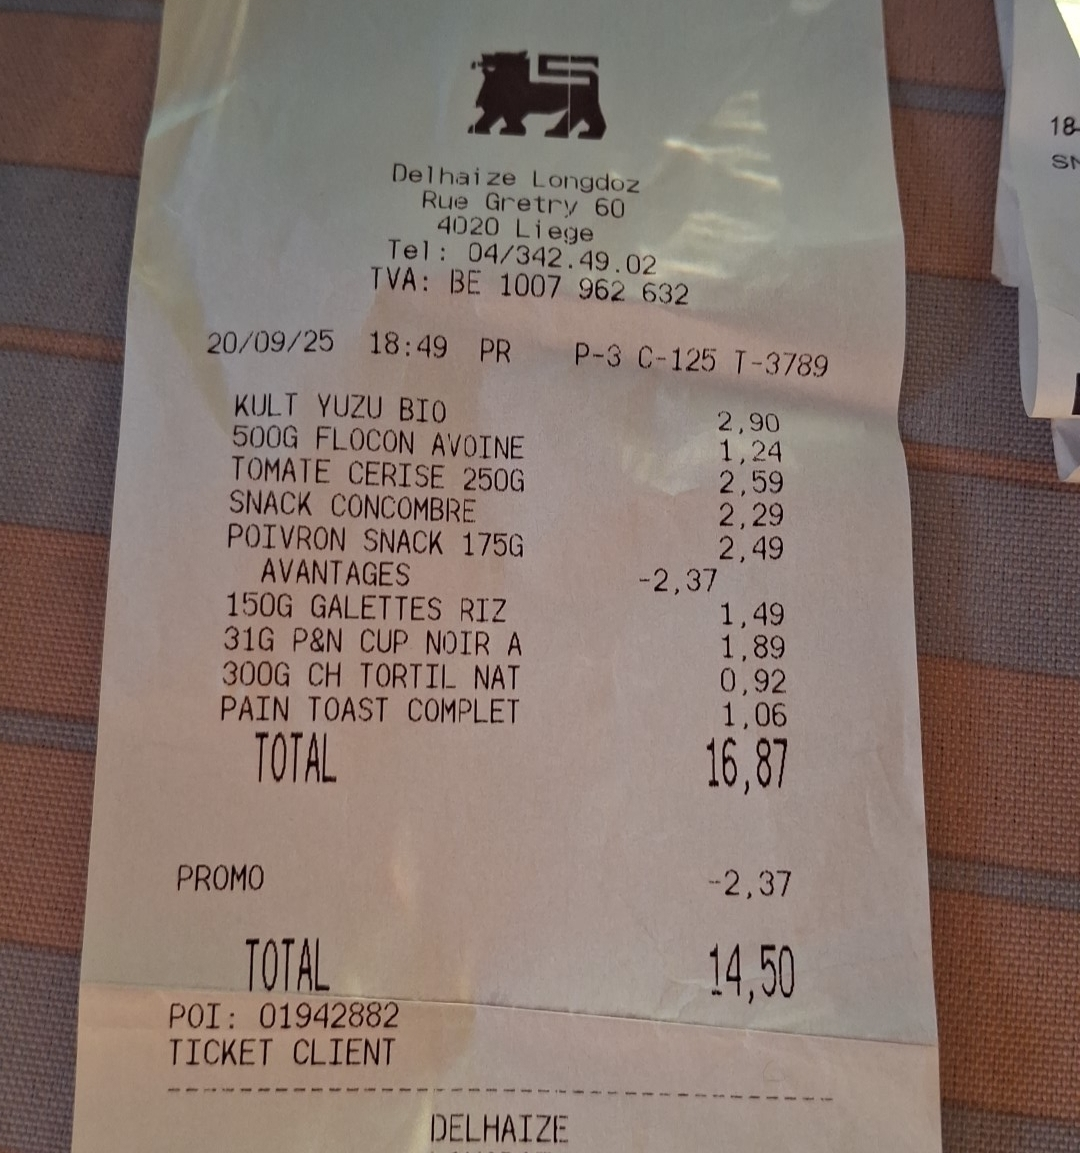 Delhaize Longdoz
Rue Gretry 60
4020 Liege
Tel: 04/342.49.02
TVA: BE 1007 962 632
20/09/25 18:49 PR P-3 C-125 T-3789
KULT YUZU BIO 2,90
500G FLOCON AVOINE 1,24
TOMATE CERISE 250G 2,59
SNACK CONCOMBRE 2,29
POIVRON SNACK 175G 2,49
AVANTAGES -2,37
150G GALETTES RIZ 1,49
31G P&N CUP NOIR A 1,89
300G CH TORTIL NAT 0,92
PAIN TOAST COMPLET 1,06
TOTAL 16,87
PROMO -2,37
TOTAL 14,50
POI: 01942882
TICKET CLIENT
DELHAIZE
18-